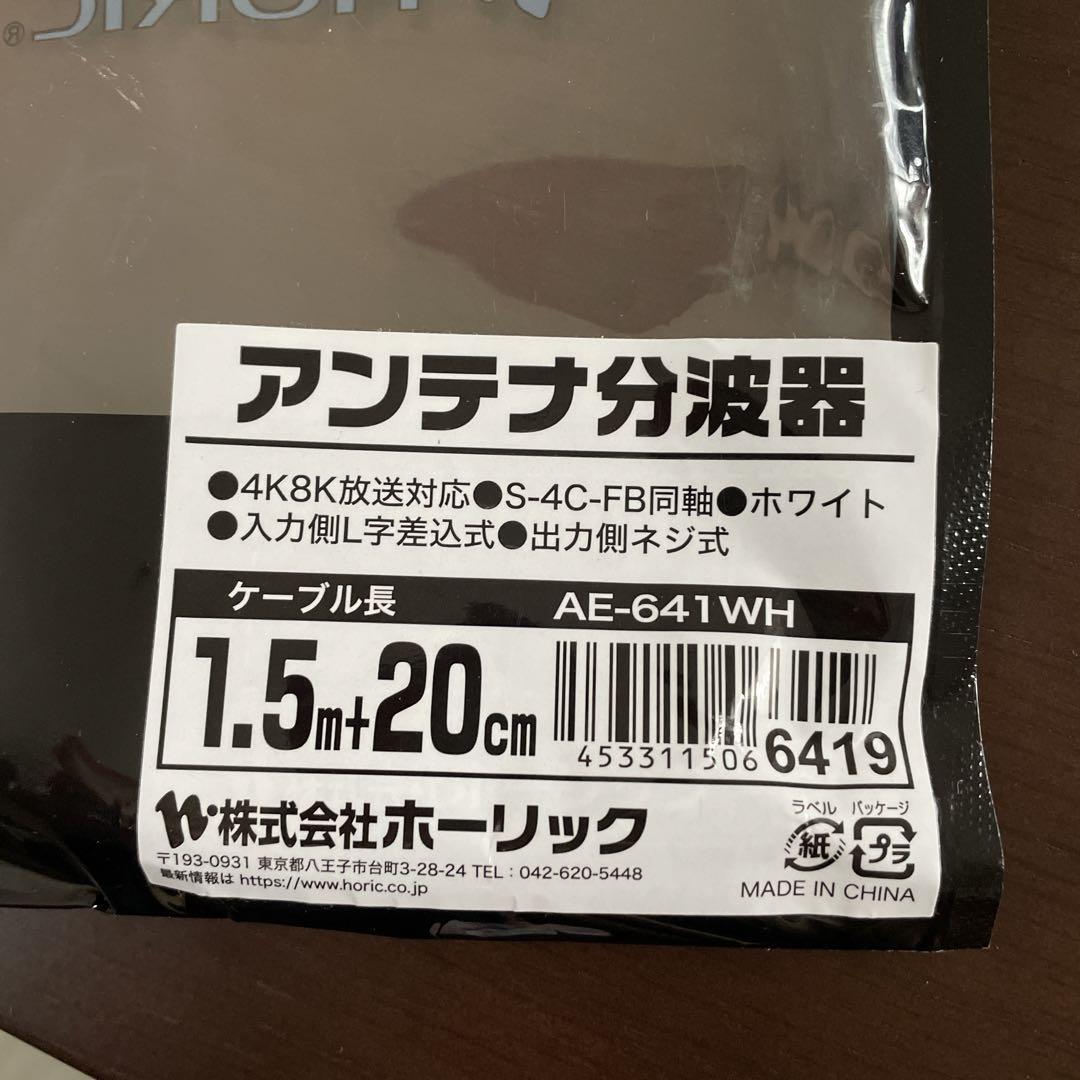 HORIC®
アンテナ分波器
●4K8K放送対応●S-4C-FB同軸●ホワイト
●入力側L字差込式●出力側ネジ式
ケーブル長 AE-641WH
1.5m+20cm
4533115066419
株式会社ホーリック
ラベル パッケージ
紙 プラ
〒193-0931 東京都八王子市台町3-28-24 TEL：042-620-5448
最新情報は https://www.horic.co.jp
MADE IN CHINA